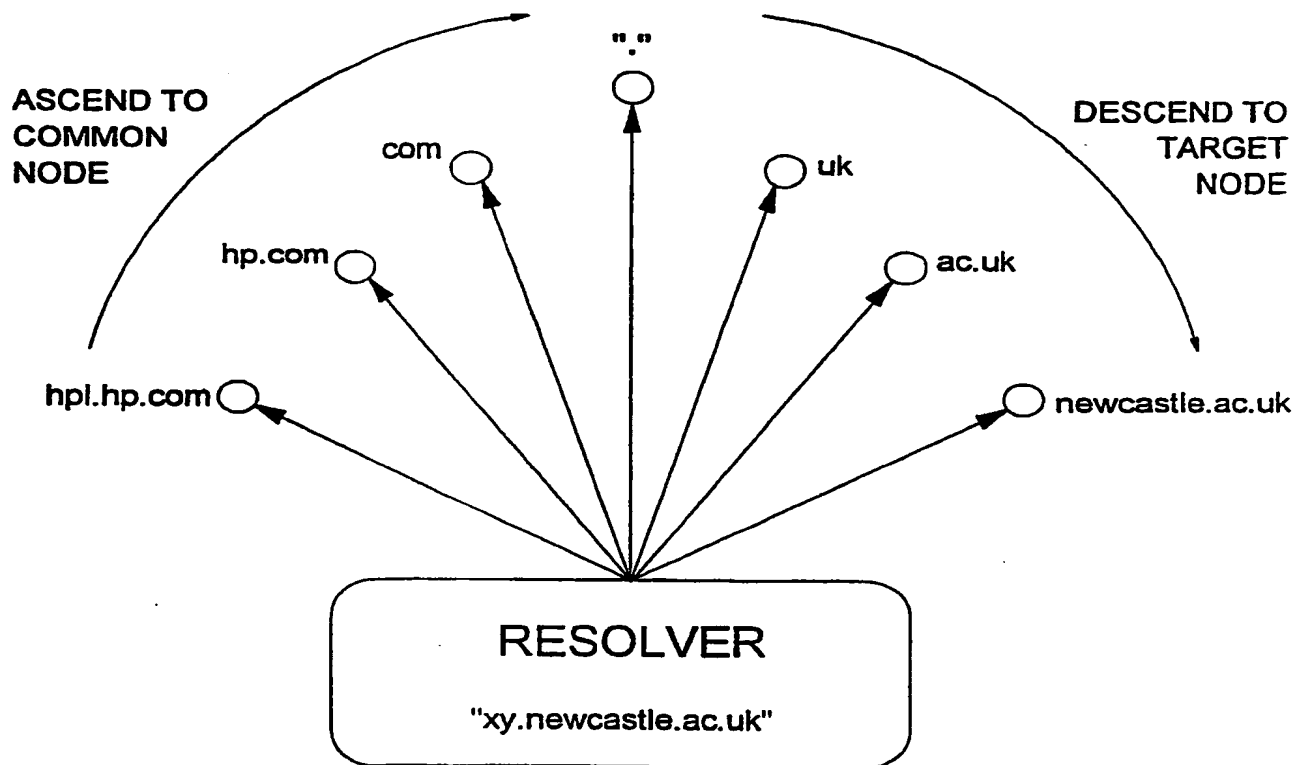 "."
ASCEND TO
COMMON
NODE
DESCEND TO
TARGET
NODE
com
uk
hp.com
ac.uk
hpl.hp.com
newcastle.ac.uk
RESOLVER
"xy.newcastle.ac.uk"